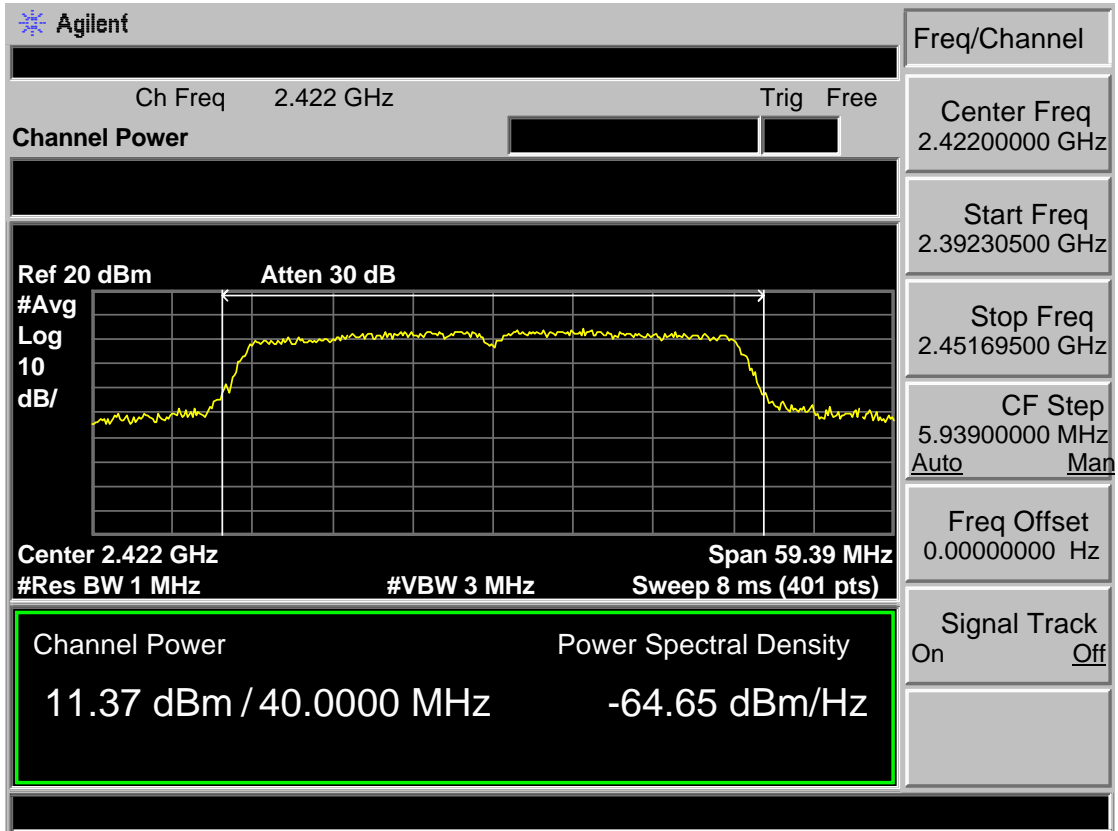 Agilent
Freq/Channel
Ch Freq 2.422 GHz Trig Free
Channel Power
Center Freq
2.42200000 GHz
Start Freq
2.39230500 GHz
Stop Freq
2.45169500 GHz
CF Step
5.93900000 MHz
Auto Man
Freq Offset
0.00000000 Hz
Signal Track
On Off
Ref 20 dBm Atten 30 dB
#Avg
Log
10
dB/
Center 2.422 GHz Span 59.39 MHz
#Res BW 1 MHz #VBW 3 MHz Sweep 8 ms (401 pts)
Channel Power Power Spectral Density
11.37 dBm / 40.0000 MHz -64.65 dBm/Hz